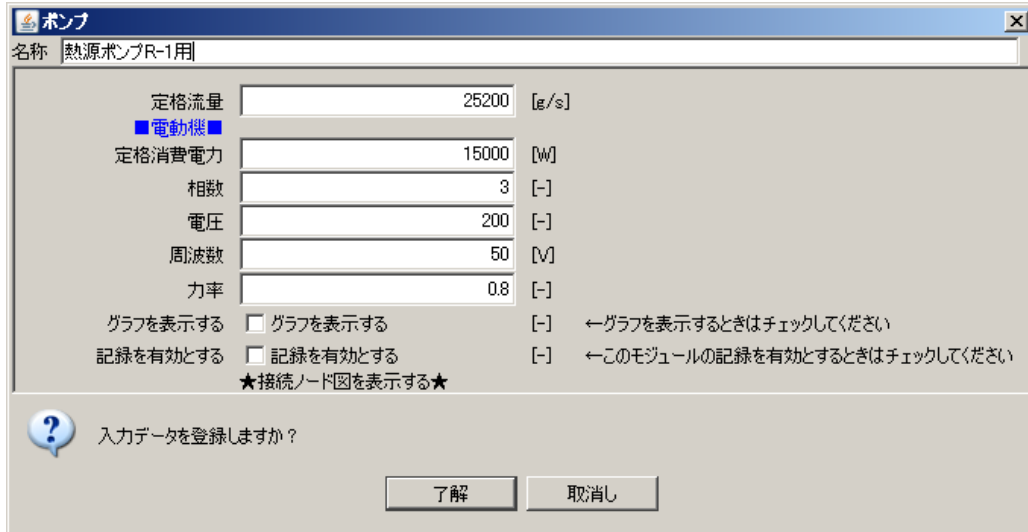 ポンプ
名称 熱源ポンプR-1用
定格流量 25200 [g/s]
■電動機■
定格消費電力 15000 [W]
相数 3 [-]
電圧 200 [-]
周波数 50 [V]
力率 0.8 [-]
グラフを表示する グラフを表示する [-] ←グラフを表示するときはチェックしてください
記録を有効とする 記録を有効とする [-] ←このモジュールの記録を有効とするときはチェックしてください
★接続ノード図を表示する★
入力データを登録しますか？
了解 取消し